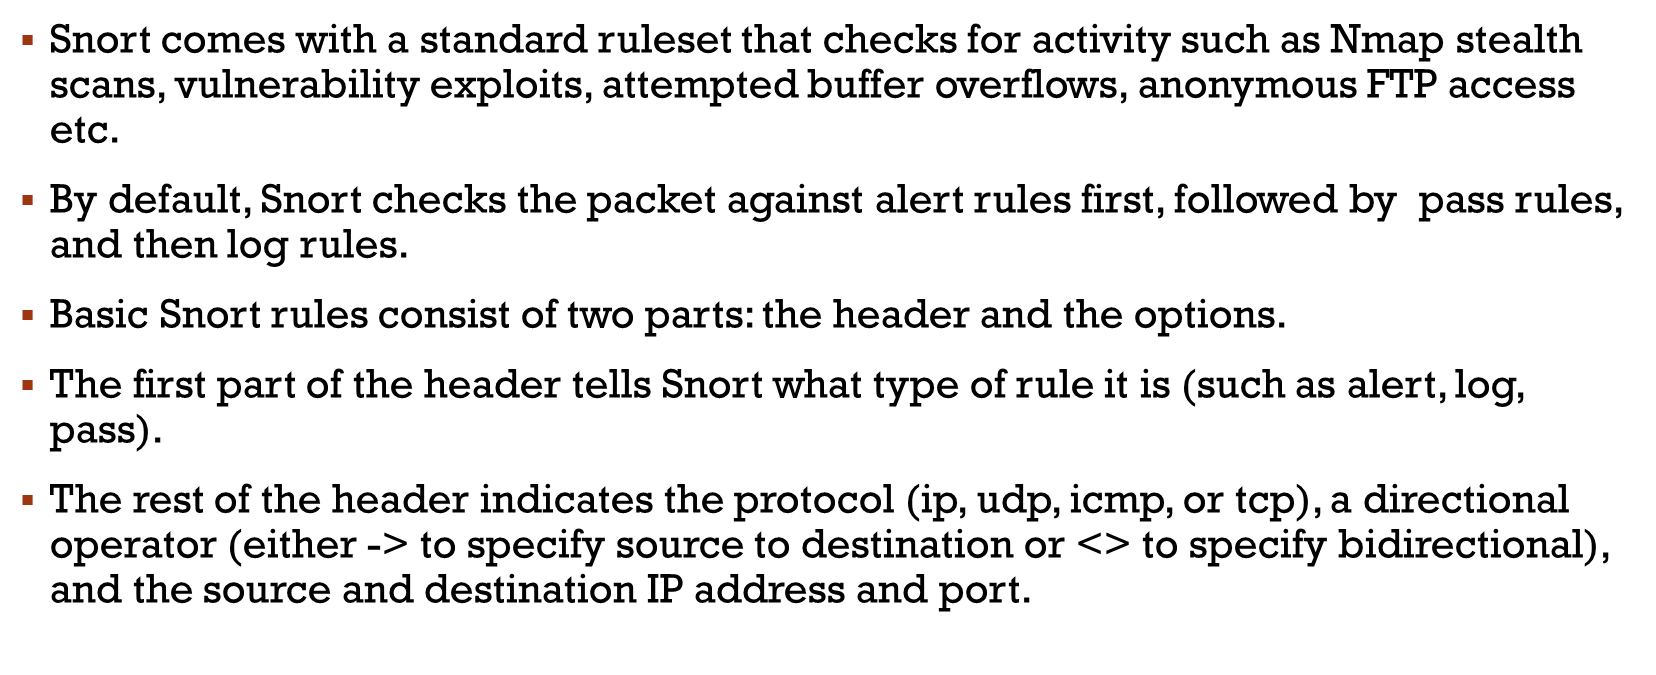 ▪ Snort comes with a standard ruleset that checks for activity such as Nmap stealth
scans, vulnerability exploits, attempted buffer overflows, anonymous FTP access
etc.
▪ By default, Snort checks the packet against alert rules first, followed by  pass rules,
and then log rules.
▪ Basic Snort rules consist of two parts: the header and the options.
▪ The first part of the header tells Snort what type of rule it is (such as alert, log,
pass).
▪ The rest of the header indicates the protocol (ip, udp, icmp, or tcp), a directional
operator (either -> to specify source to destination or <> to specify bidirectional),
and the source and destination IP address and port.